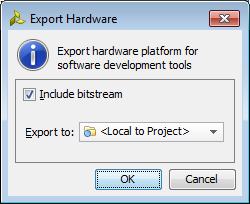 Export Hardware
Export hardware platform for
software development tools
Include bitstream
Export to: <Local to Project>
OK Cancel